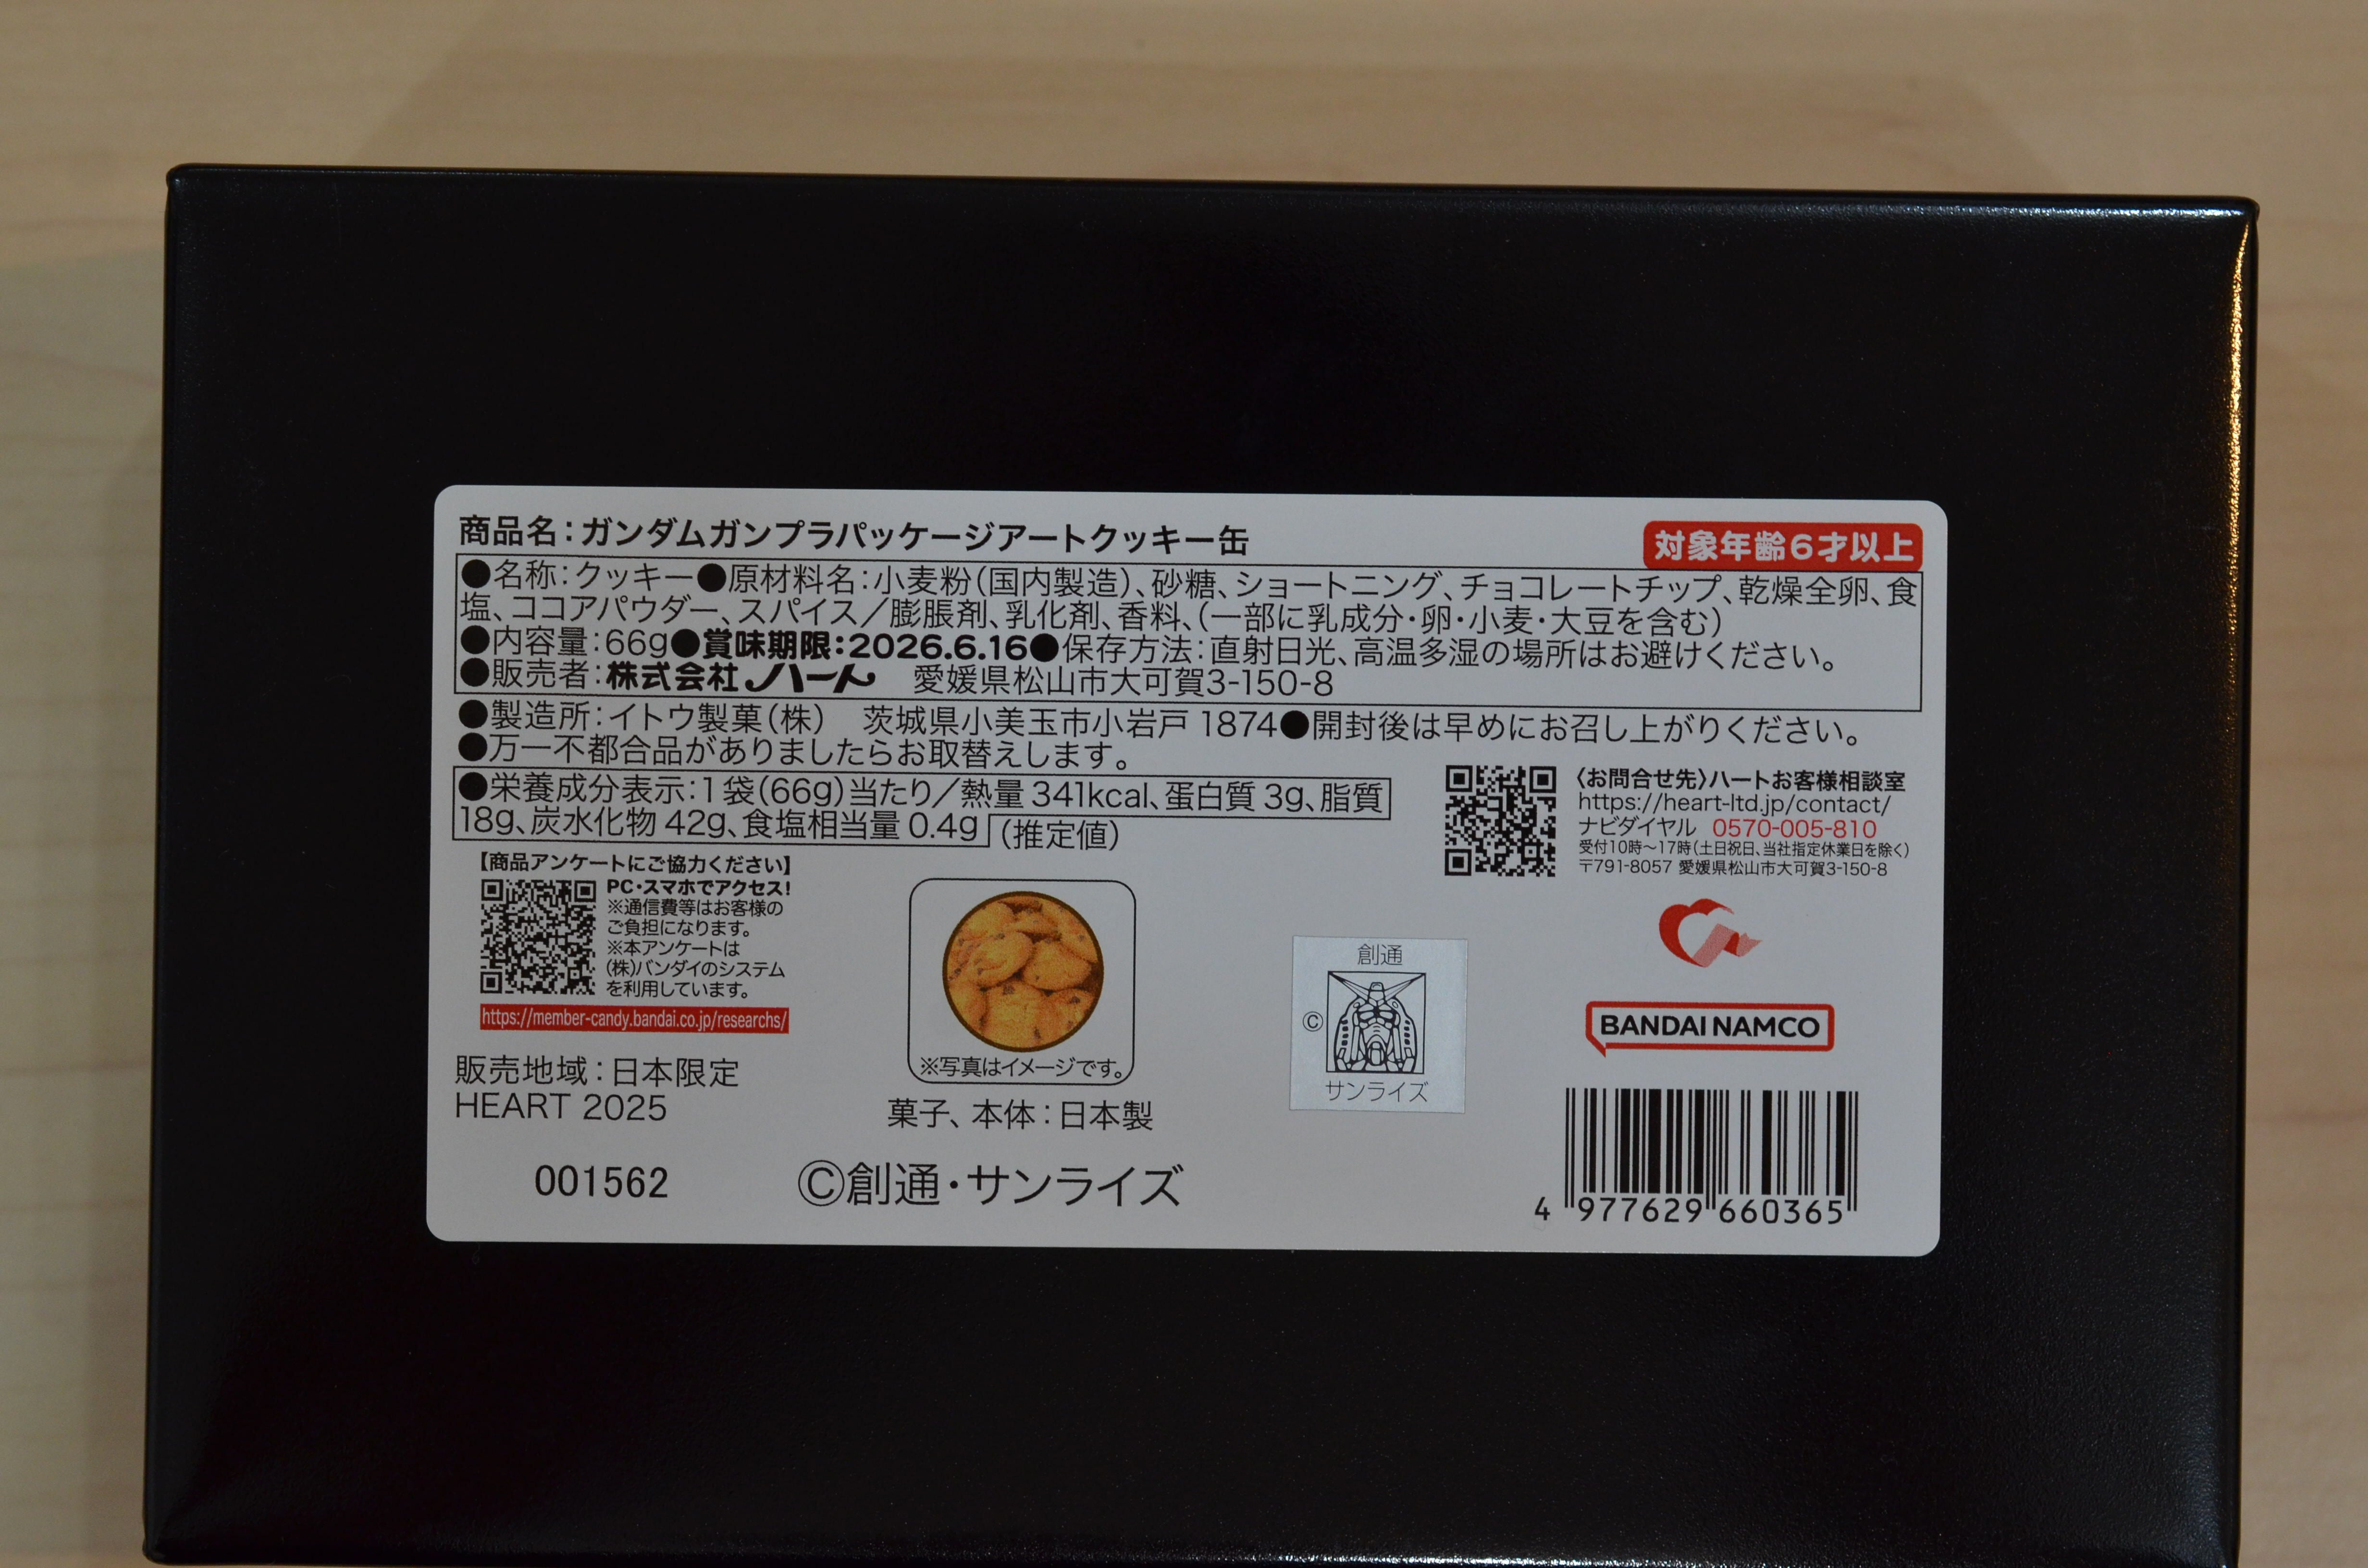 商品名：ガンダムガンプラパッケージアートクッキー缶
対象年齢6才以上
●名称：クッキー●原材料名：小麦粉（国内製造）、砂糖、ショートニング、チョコレートチップ、乾燥全卵、食
塩、ココアパウダー、スパイス／膨脹剤、乳化剤、香料、（一部に乳成分・卵・小麦・大豆を含む）
●内容量：66g●賞味期限：2026.6.16●保存方法：直射日光、高温多湿の場所はお避けください。
●販売者：株式会社ハート　愛媛県松山市大可賀3-150-8
●製造所：イトウ製菓（株）　茨城県小美玉市小岩戸 1874●開封後は早めにお召し上がりください。
●万一不都合品がありましたらお取替えします。
●栄養成分表示：1袋（66g）当たり／熱量 341kcal、蛋白質 3g、脂質
18g、炭水化物 42g、食塩相当量 0.4g（推定値）
〈お問合せ先〉ハートお客様相談室
https://heart-ltd.jp/contact/
ナビダイヤル 0570-005-810
受付10時～17時（土日祝日、当社指定休業日を除く）
〒791-8057 愛媛県松山市大可賀3-150-8
【商品アンケートにご協力ください】
PC・スマホでアクセス！
※通信費等はお客様の
ご負担になります。
※本アンケートは
（株）バンダイのシステム
を利用しています。
https://member-candy.bandai.co.jp/researchs/
※写真はイメージです。
菓子、本体：日本製
創通
©
サンライズ
BANDAI NAMCO
販売地域：日本限定
HEART 2025
001562
©創通・サンライズ
4 977629 660365